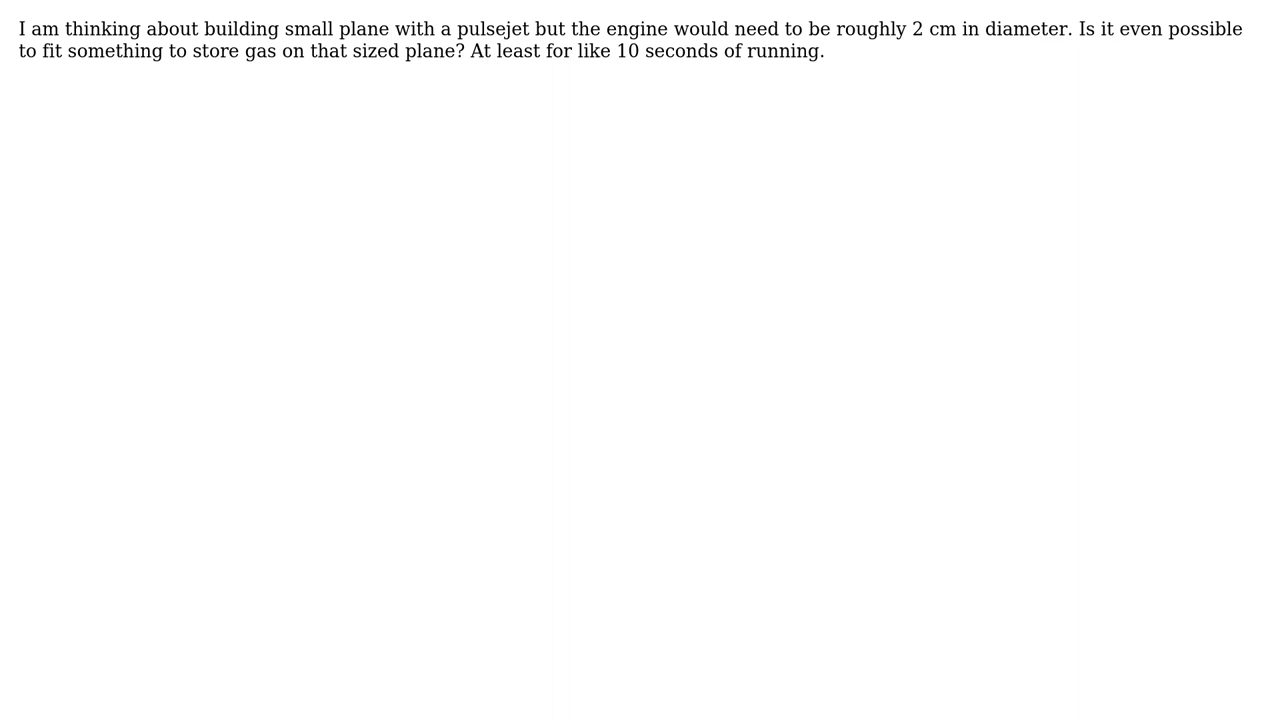 I am thinking about building small plane with a pulsejet but the engine would need to be roughly 2 cm in diameter. Is it even possible
to fit something to store gas on that sized plane? At least for like 10 seconds of running.